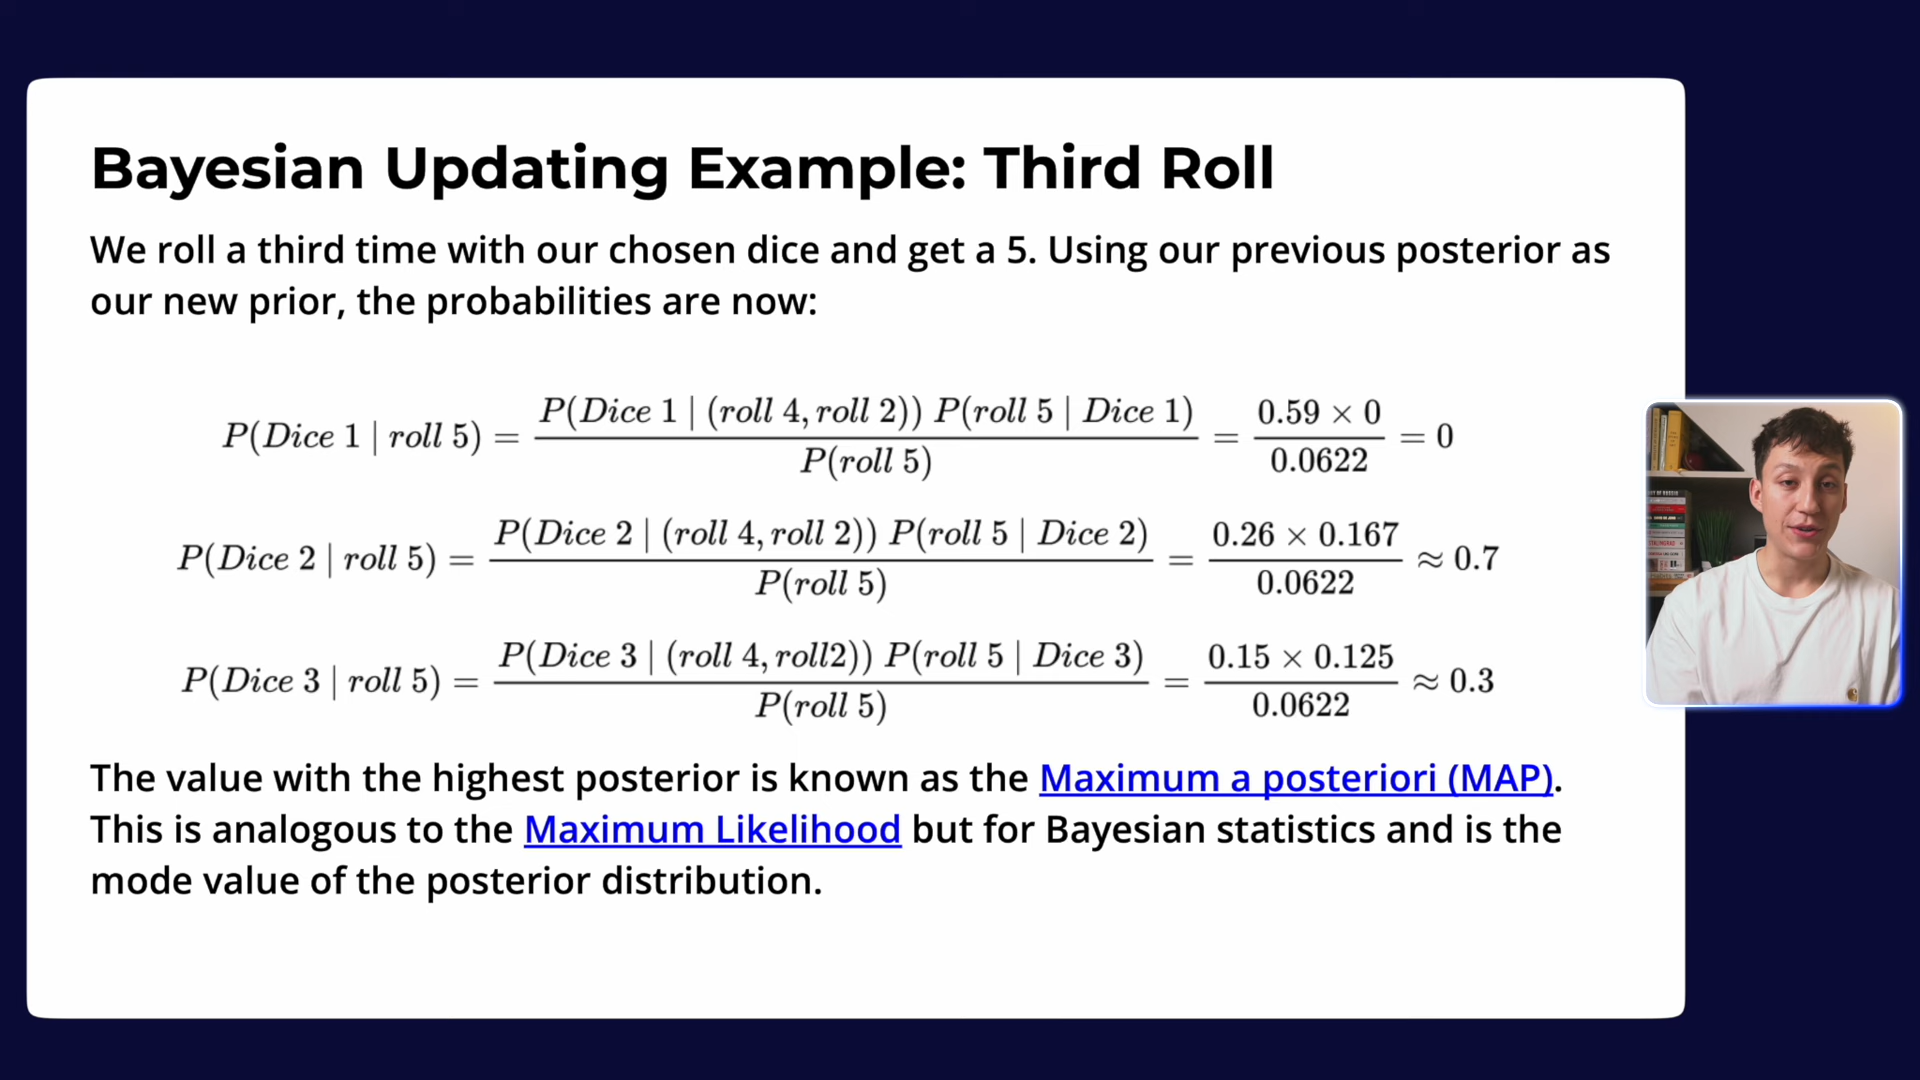 Bayesian Updating Example: Third Roll
We roll a third time with our chosen dice and get a 5. Using our previous posterior as
our new prior, the probabilities are now:
P(Dice 1 | roll 5) = P(Dice 1 | (roll 4, roll 2)) P(roll 5 | Dice 1) / P(roll 5) = 0.59 × 0 / 0.0622 = 0
P(Dice 2 | roll 5) = P(Dice 2 | (roll 4, roll 2)) P(roll 5 | Dice 2) / P(roll 5) = 0.26 × 0.167 / 0.0622 ≈ 0.7
P(Dice 3 | roll 5) = P(Dice 3 | (roll 4, roll2)) P(roll 5 | Dice 3) / P(roll 5) = 0.15 × 0.125 / 0.0622 ≈ 0.3
The value with the highest posterior is known as the Maximum a posteriori (MAP).
This is analogous to the Maximum Likelihood but for Bayesian statistics and is the
mode value of the posterior distribution.